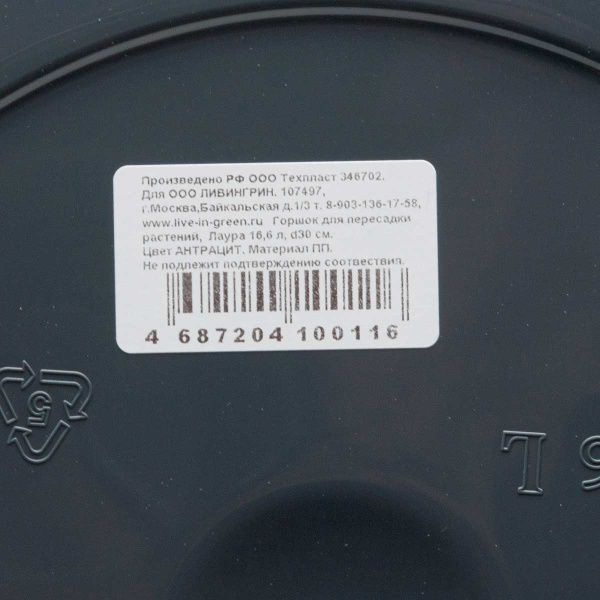 Произведено РФ ООО Техпласт 346702.
Для ООО ЛИВИНГРИН. 107497,
г.Москва,Байкальская д.1/3 т. 8-903-136-17-58,
www.live-in-green.ru Горшок для пересадки
растений, Лаура 16,6 л, d30 см.
Цвет АНТРАЦИТ. Материал ПП.
Не подлежит подтверждению соотвествия.
4 687204 100116
5
6 L